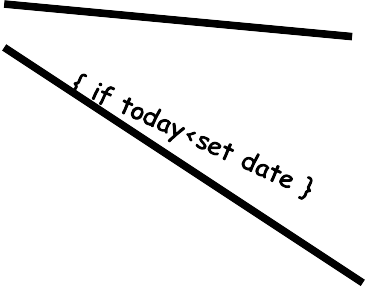 { if today<set date }